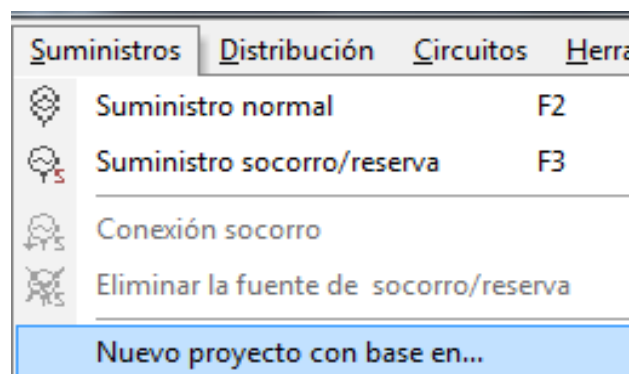 Suministros Distribución Circuitos Herra
Suministro normal F2
Suministro socorro/reserva F3
Conexión socorro
Eliminar la fuente de socorro/reserva
Nuevo proyecto con base en...